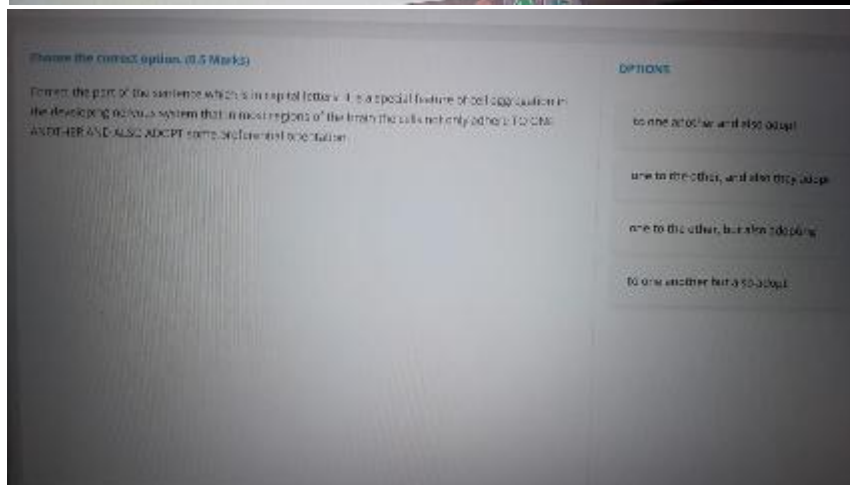 Choose the correct option. (0.5 Marks)
Correct the part of the sentence which is in capital letters: it is a special feature of cell aggregation in
the developing nervous system that in most regions of the brain the cells not only adhere TO ONE
ANOTHER AND ALSO ADOPT some preferential orientation
OPTIONS
to one another and also adopt
one to the other, and also they adopt
one to the other, but also adopting
to one another but also adopt